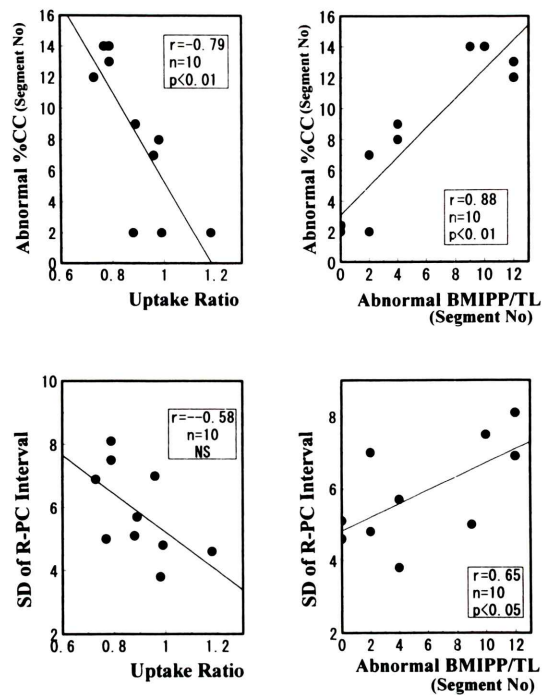 16
14
12
10
8
6
4
2
0
0.6
0.8
1
1.2
Abnormal %CC (Segment No)
Uptake Ratio
r=-0.79
n=10
p<0.01
16
14
12
10
8
6
4
2
0
0
2
4
6
8
10
12
Abnormal %CC (Segment No)
Abnormal BMIPP/TL
(Segment No)
r=0.88
n=10
p<0.01
10
8
6
4
2
0.6
0.8
1
1.2
SD of R-PC Interval
Uptake Ratio
r=--0.58
n=10
NS
8
6
4
2
0
2
4
6
8
10
12
SD of R-PC Interval
Abnormal BMIPP/TL
(Segment No)
r=0.65
n=10
p<0.05